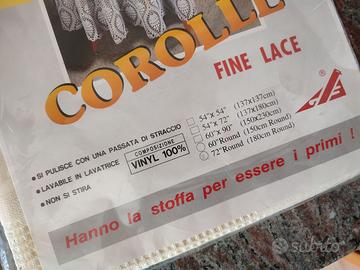 COROLLE
FINE LACE
54"x 54" (137x137cm)
54"x 72" (137x180cm)
60"x 90" (150x230cm)
60"Round (150cm Round)
72"Round (180cm Round)
•SI PULISCE CON UNA PASSATA DI STRACCIO
•LAVABILE IN LAVATRICE
•NON SI STIRA
COMPOSIZIONE
VINYL 100%
Hanno la stoffa per essere i primi !
subito